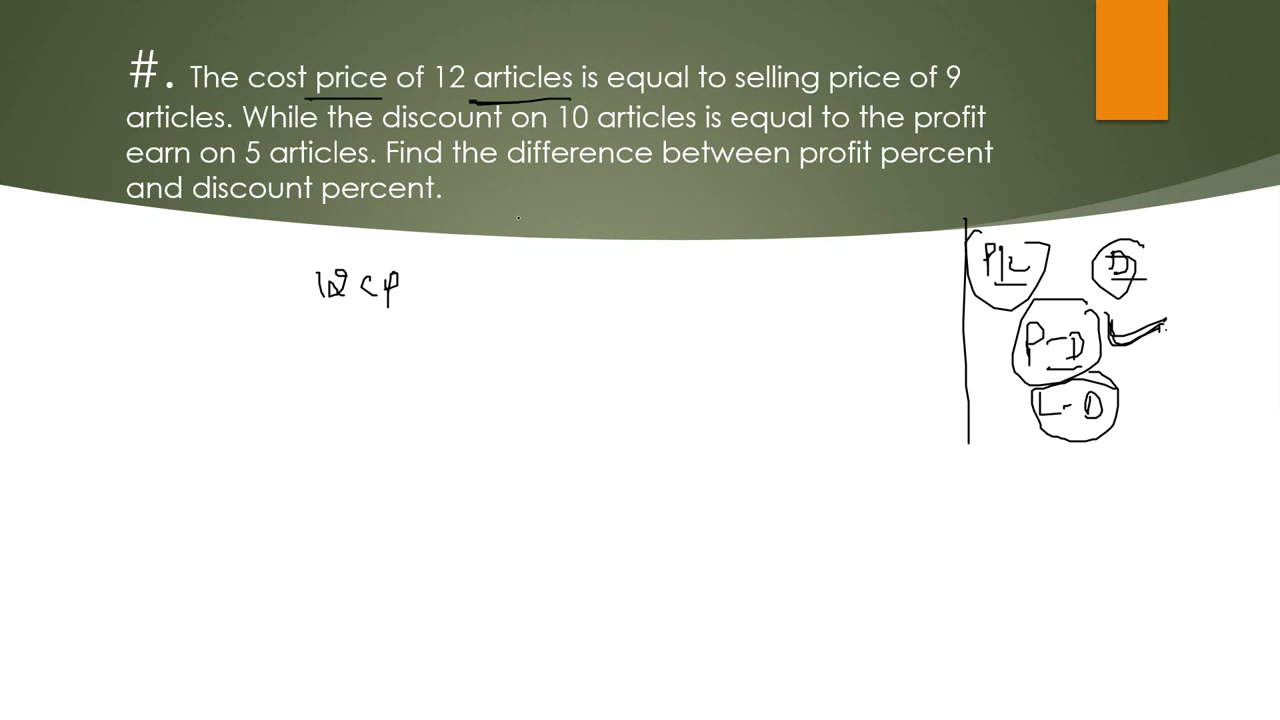 #. The cost price of 12 articles is equal to selling price of 9
articles. While the discount on 10 articles is equal to the profit
earn on 5 articles. Find the difference between profit percent
and discount percent.
12 CP
P/L D
P-D
L-D